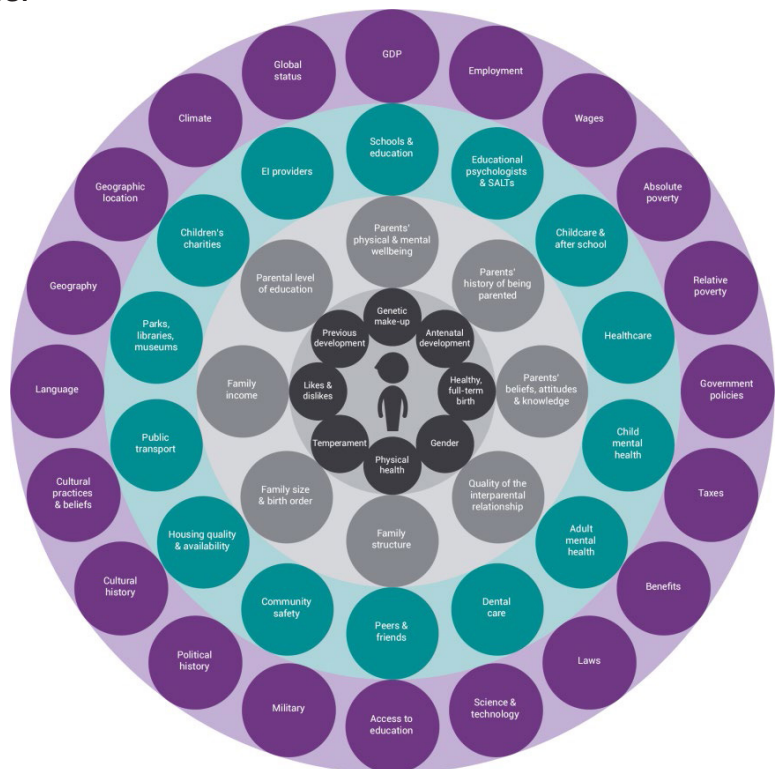 GDP
Employment
Wages
Absolute
poverty
Relative
poverty
Government
policies
Taxes
Benefits
Laws
Science &
technology
Access to
education
Military
Political
history
Cultural
history
Cultural
practices
& beliefs
Language
Geography
Geographic
location
Climate
Global
status
Schools &
education
Educational
psychologists
& SALTs
Childcare &
after school
Healthcare
Child
mental
health
Adult
mental
health
Dental
care
Peers &
friends
Community
safety
Housing quality
& availability
Public
transport
Parks,
libraries,
museums
Children's
charities
EI providers
Parents'
physical & mental
wellbeing
Parents'
history of being
parented
Parents'
beliefs, attitudes
& knowledge
Quality of the
interparental
relationship
Family
structure
Family size
& birth order
Family
income
Parental level
of education
Genetic
make-up
Antenatal
development
Healthy,
full-term
birth
Gender
Physical
health
Temperament
Likes &
dislikes
Previous
development